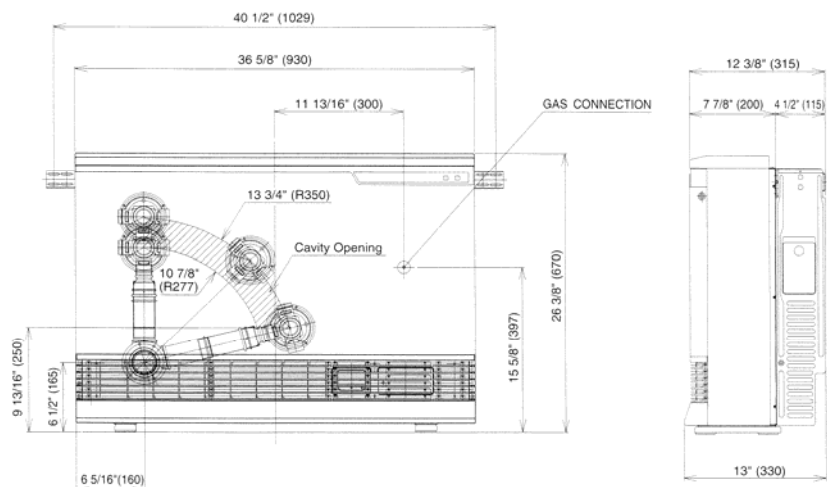 40 1/2" (1029)
36 5/8" (930)
11 13/16" (300)
GAS CONNECTION
13 3/4" (R350)
Cavity Opening
10 7/8"
(R277)
9 13/16" (250)
6 1/2" (165)
15 5/8" (397)
26 3/8" (670)
6 5/16"(160)
12 3/8" (315)
7 7/8" (200)
4 1/2" (115)
13" (330)